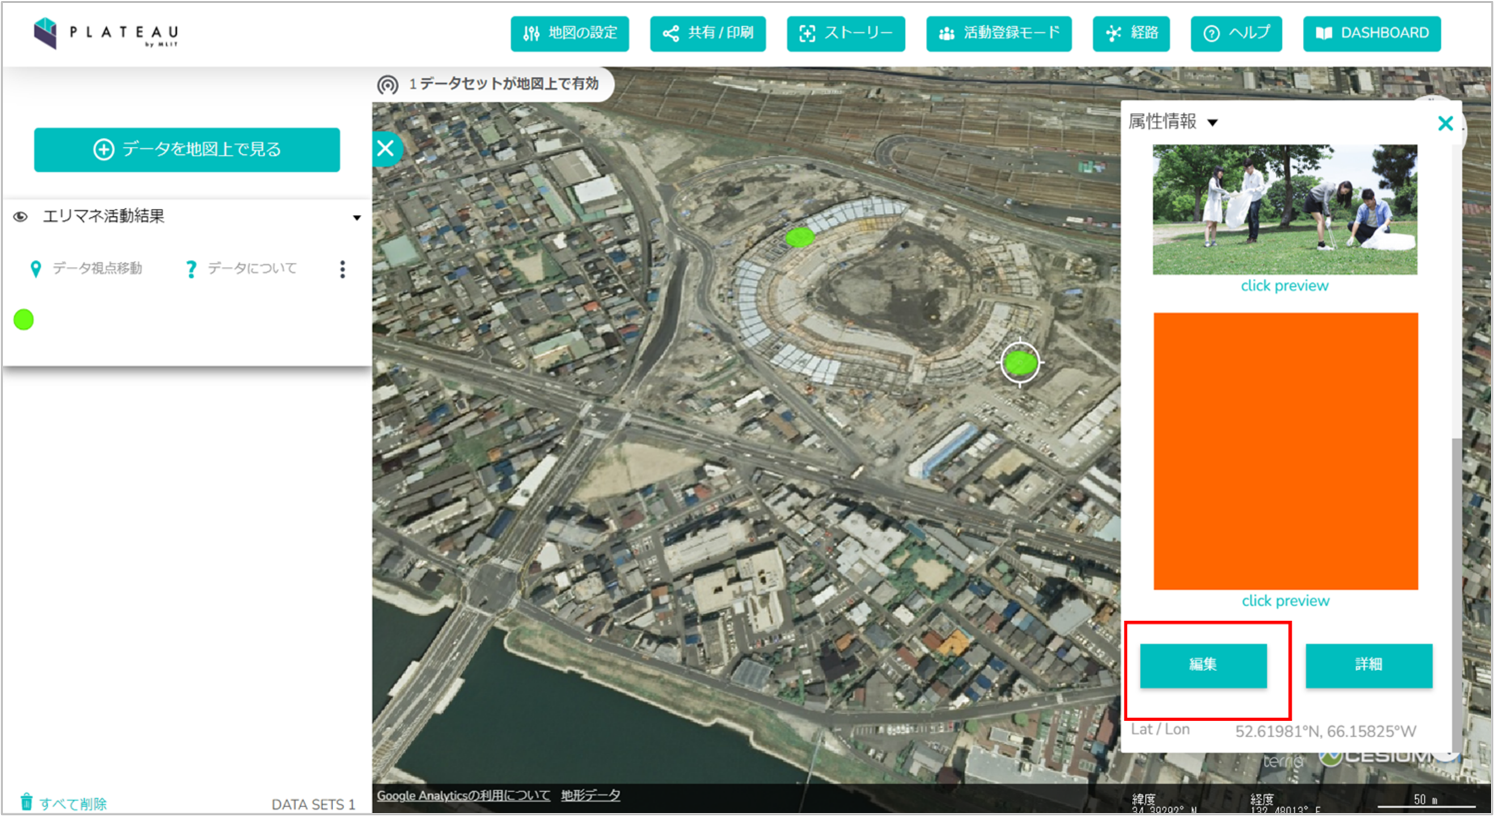 PLATEAU
by MLIT
地図の設定
共有 / 印刷
ストーリー
活動登録モード
経路
ヘルプ
DASHBOARD
1 データセットが地図上で有効
データを地図上で見る
エリマネ活動結果
データ視点移動
データについて
すべて削除
DATA SETS 1
属性情報
click preview
click preview
編集
詳細
Lat / Lon
52.61981°N, 66.15825°W
terria
CESIUM
Google Analyticsの利用について
地形データ
緯度
34.39292° N
経度
132.48013° E
50 m